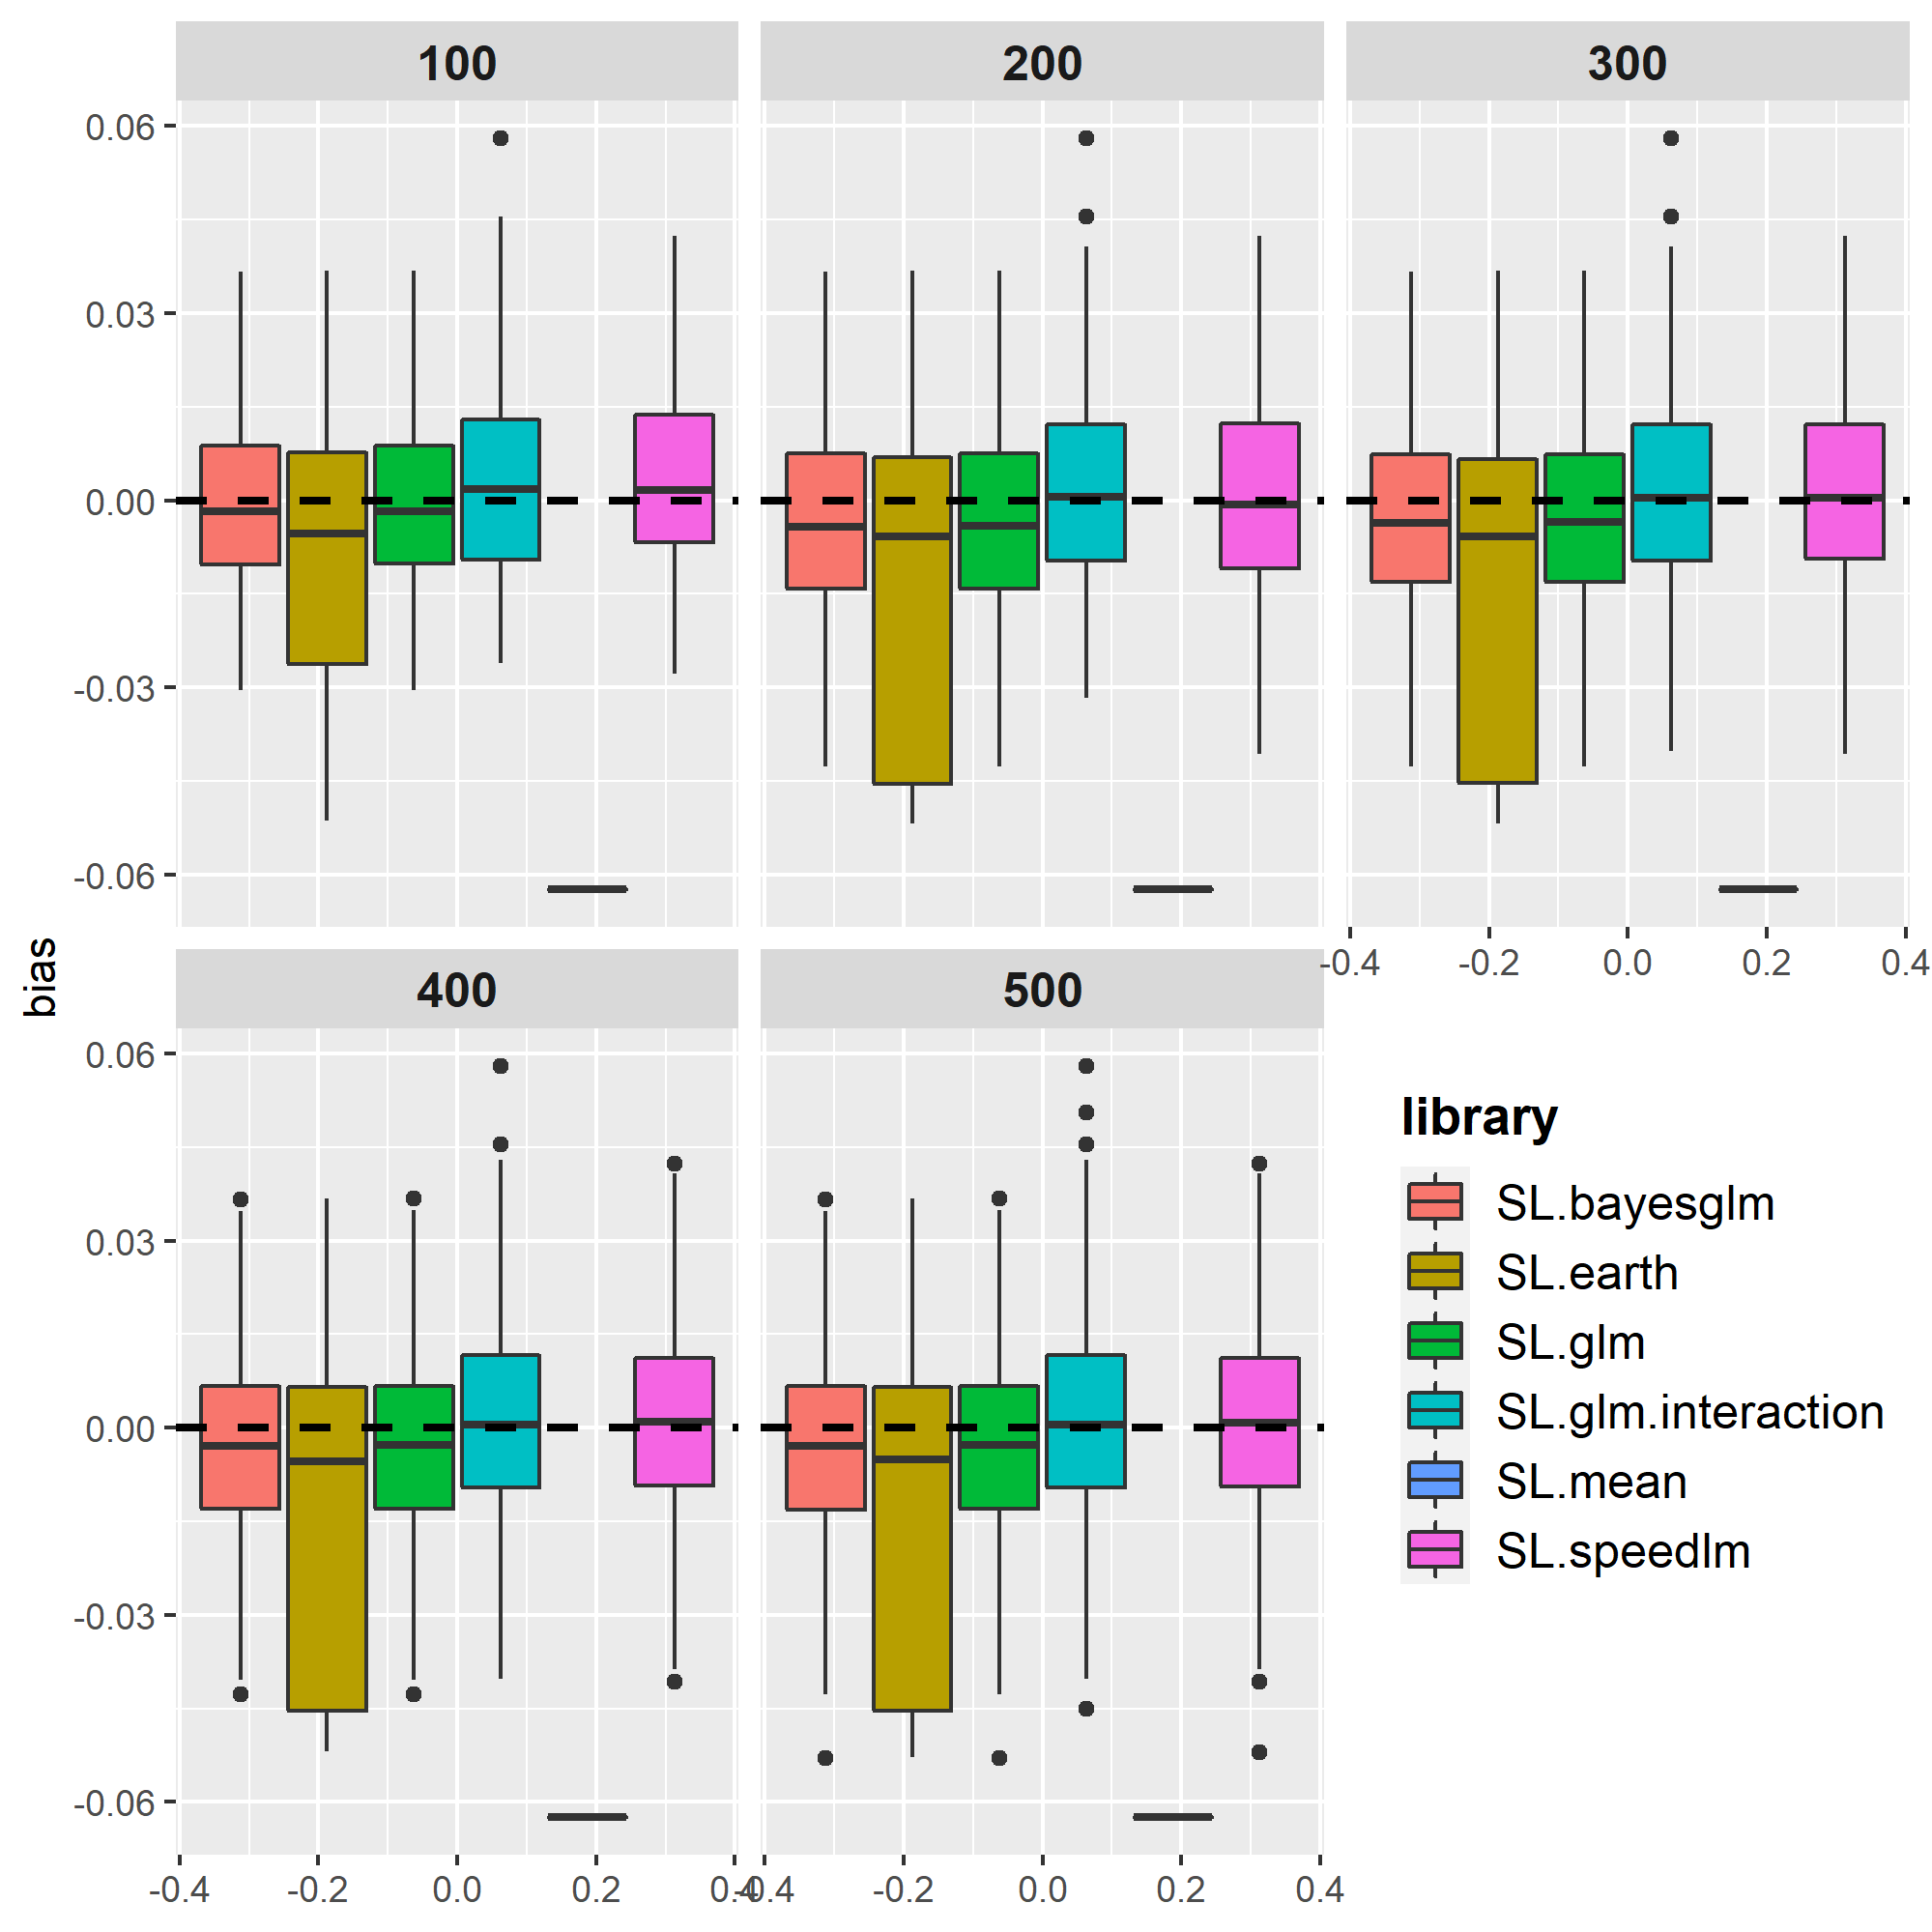 100 200 300
0.06
0.03
0.00
-0.03
-0.06
-0.4 -0.2 0.0 0.2 0.4
bias
400 500
0.06
0.03
0.00
-0.03
-0.06
-0.4 -0.2 0.0 0.2 0.4 -0.4 -0.2 0.0 0.2 0.4
library
SL.bayesglm
SL.earth
SL.glm
SL.glm.interaction
SL.mean
SL.speedlm